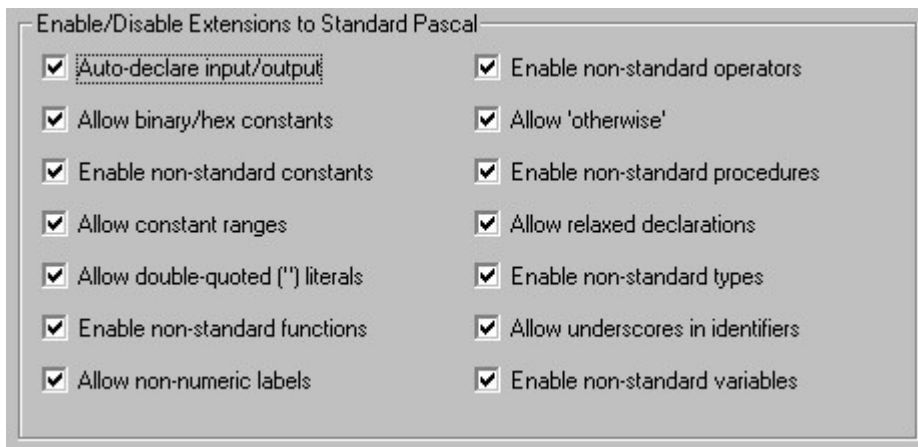 Enable/Disable Extensions to Standard Pascal
Auto-declare input/output
Allow binary/hex constants
Enable non-standard constants
Allow constant ranges
Allow double-quoted (") literals
Enable non-standard functions
Allow non-numeric labels
Enable non-standard operators
Allow 'otherwise'
Enable non-standard procedures
Allow relaxed declarations
Enable non-standard types
Allow underscores in identifiers
Enable non-standard variables